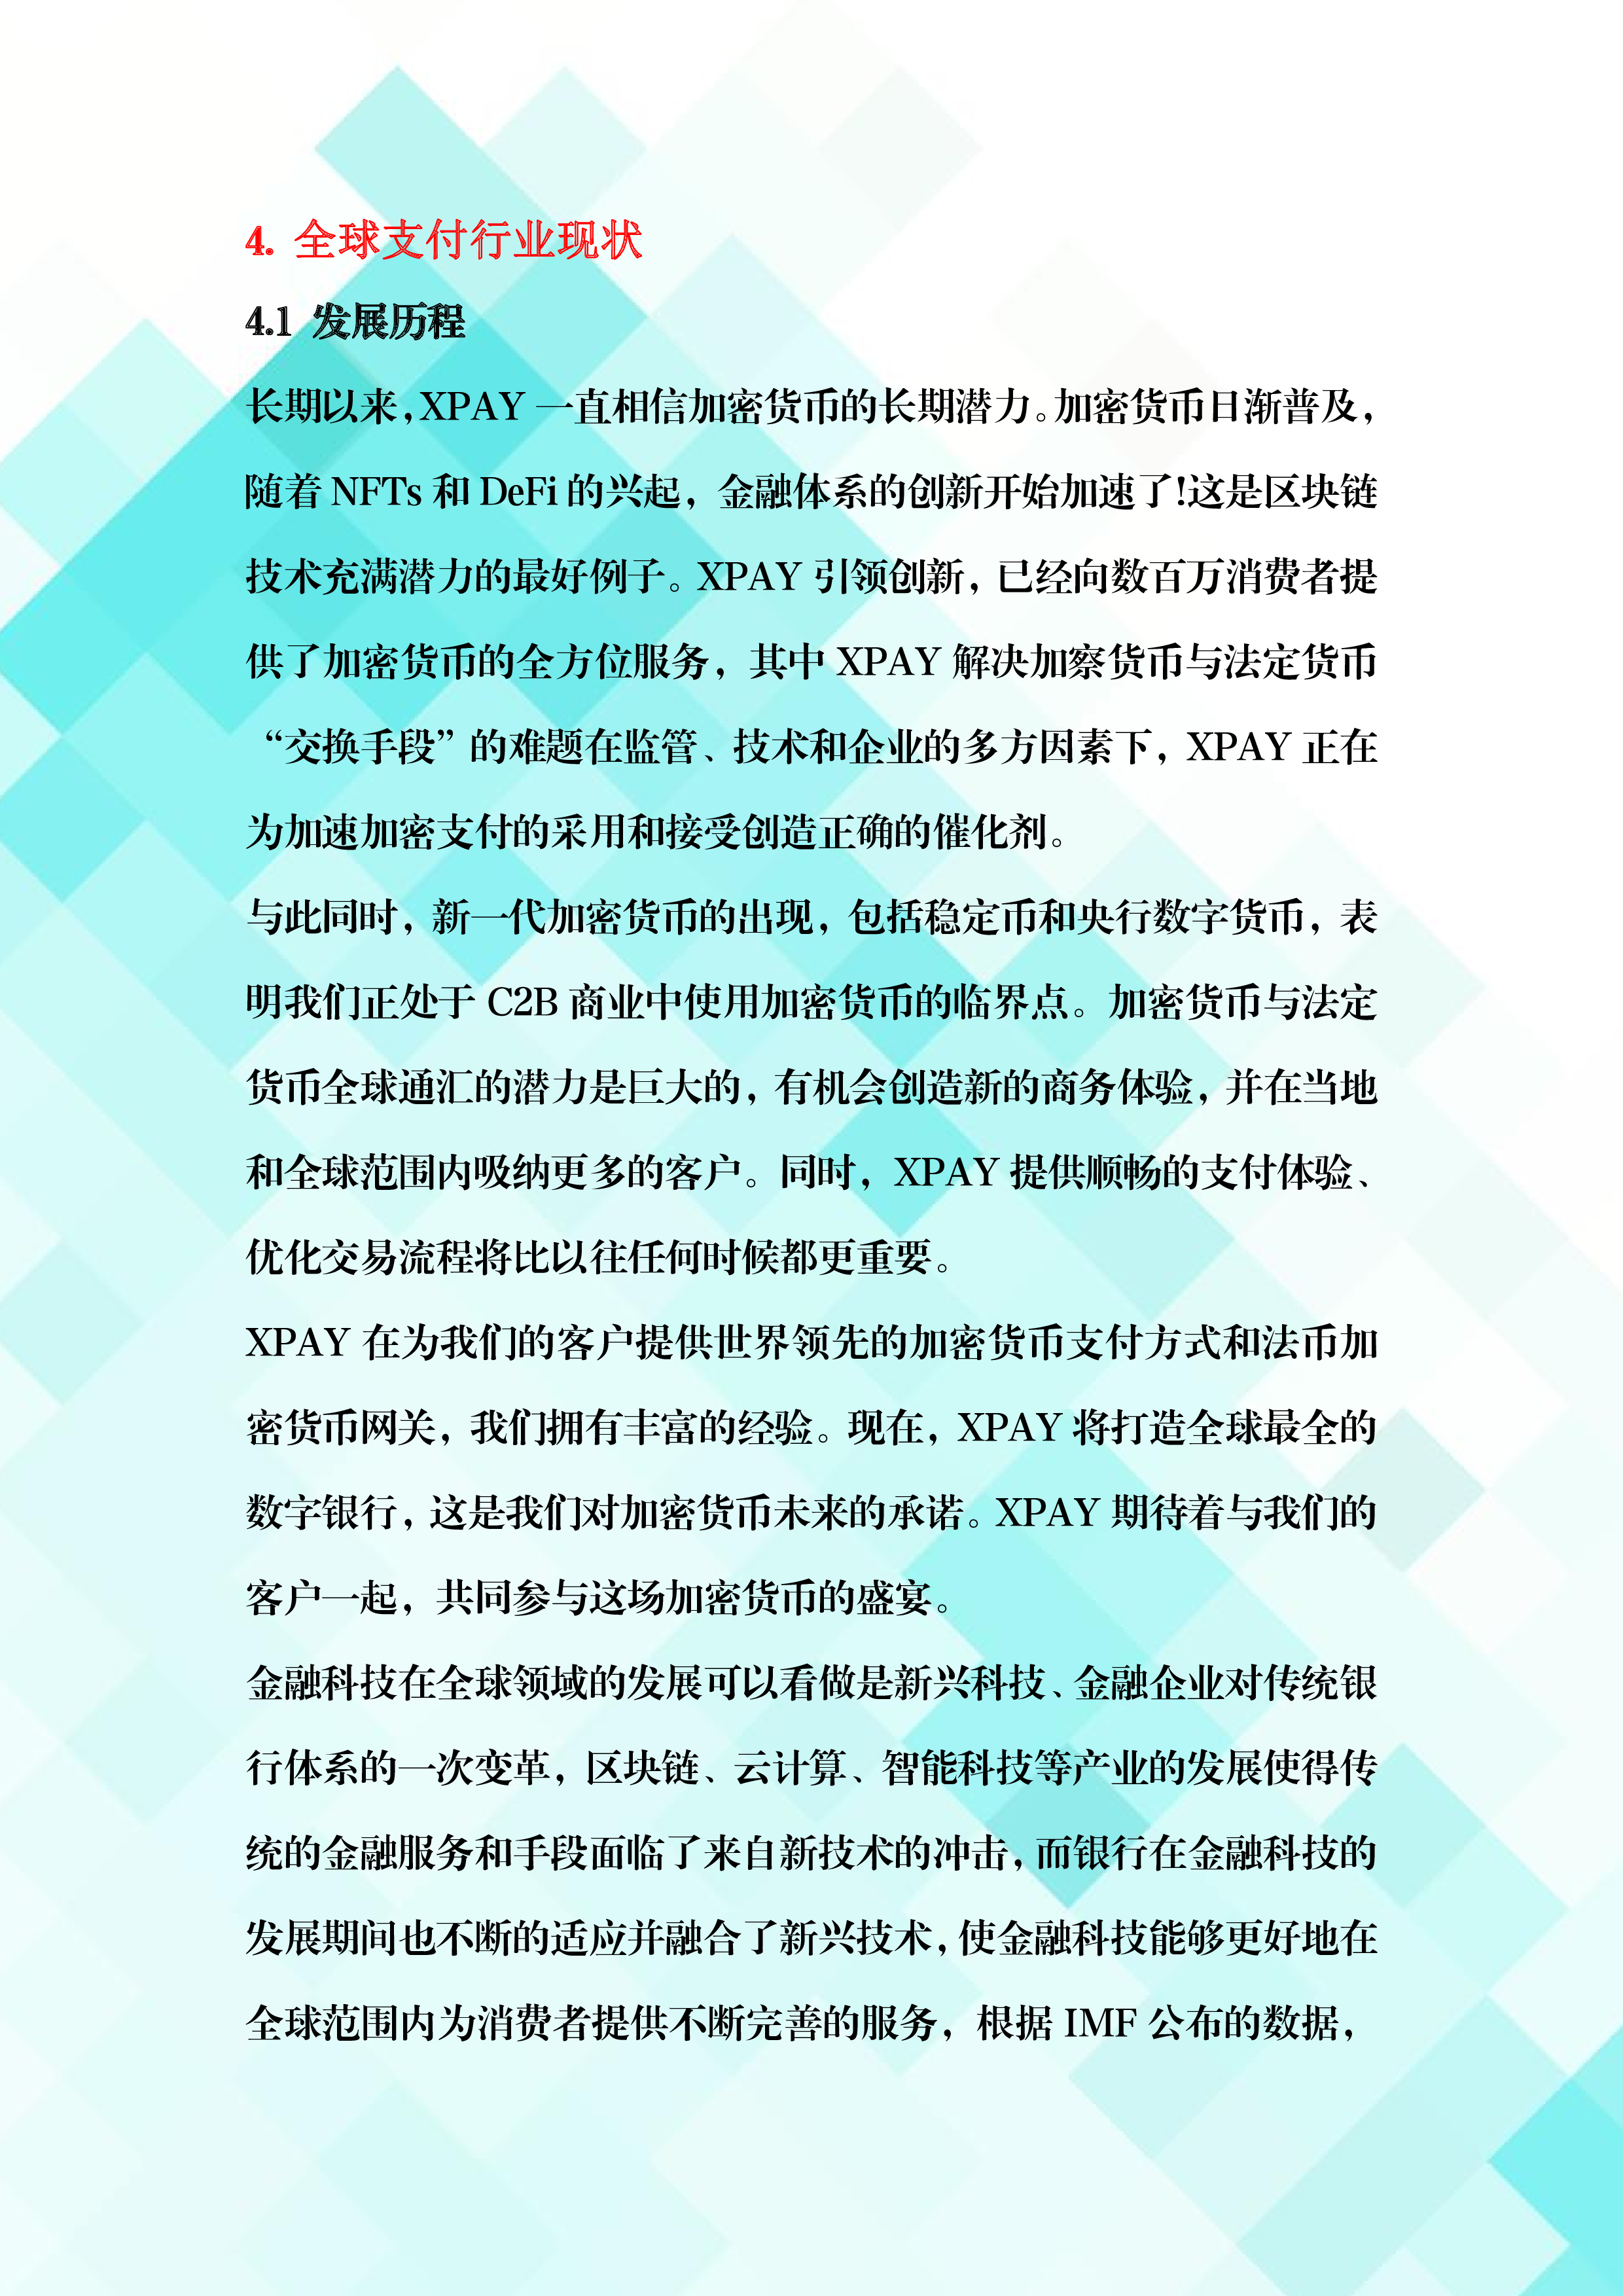 4. 全球支付行业现状
4.1 发展历程
长期以来，XPAY 一直相信加密货币的长期潜力。加密货币日渐普及，
随着 NFTs 和 DeFi 的兴起，金融体系的创新开始加速了!这是区块链
技术充满潜力的最好例子。XPAY 引领创新，已经向数百万消费者提
供了加密货币的全方位服务，其中 XPAY 解决加察货币与法定货币
“交换手段”的难题在监管、技术和企业的多方因素下，XPAY 正在
为加速加密支付的采用和接受创造正确的催化剂。
与此同时，新一代加密货币的出现，包括稳定币和央行数字货币，表
明我们正处于 C2B 商业中使用加密货币的临界点。加密货币与法定
货币全球通汇的潜力是巨大的，有机会创造新的商务体验，并在当地
和全球范围内吸纳更多的客户。同时，XPAY 提供顺畅的支付体验、
优化交易流程将比以往任何时候都更重要。
XPAY 在为我们的客户提供世界领先的加密货币支付方式和法币加
密货币网关，我们拥有丰富的经验。现在，XPAY 将打造全球最全的
数字银行，这是我们对加密货币未来的承诺。XPAY 期待着与我们的
客户一起，共同参与这场加密货币的盛宴。
金融科技在全球领域的发展可以看做是新兴科技、金融企业对传统银
行体系的一次变革，区块链、云计算、智能科技等产业的发展使得传
统的金融服务和手段面临了来自新技术的冲击，而银行在金融科技的
发展期间也不断的适应并融合了新兴技术，使金融科技能够更好地在
全球范围内为消费者提供不断完善的服务，根据 IMF 公布的数据，